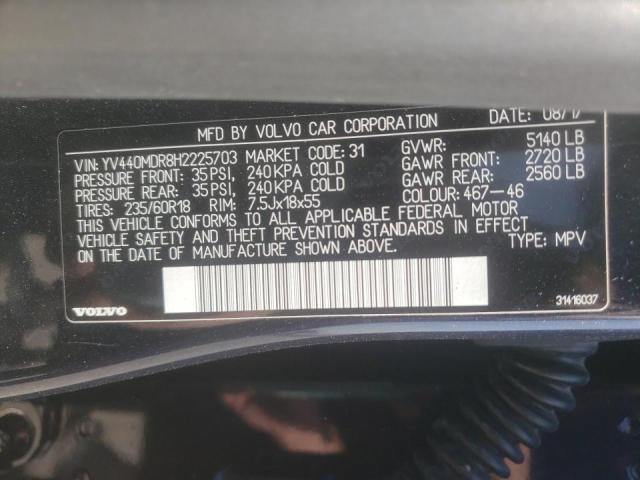 MFD BY VOLVO CAR CORPORATION DATE: 08/17
VIN: YV440MDR8H2225703 MARKET CODE: 31 GVWR: 5140 LB
PRESSURE FRONT: 35 PSI, 240 KPA COLD GAWR FRONT: 2720 LB
PRESSURE REAR: 35 PSI, 240 KPA COLD GAWR REAR: 2560 LB
TIRES: 235/60R18 RIM: 7.5Jx18x55 COLOUR: 467-46
THIS VEHICLE CONFORMS TO ALL APPLICABLE FEDERAL MOTOR
VEHICLE SAFETY AND THEFT PREVENTION STANDARDS IN EFFECT
ON THE DATE OF MANUFACTURE SHOWN ABOVE. TYPE: MPV
VOLVO 31416037